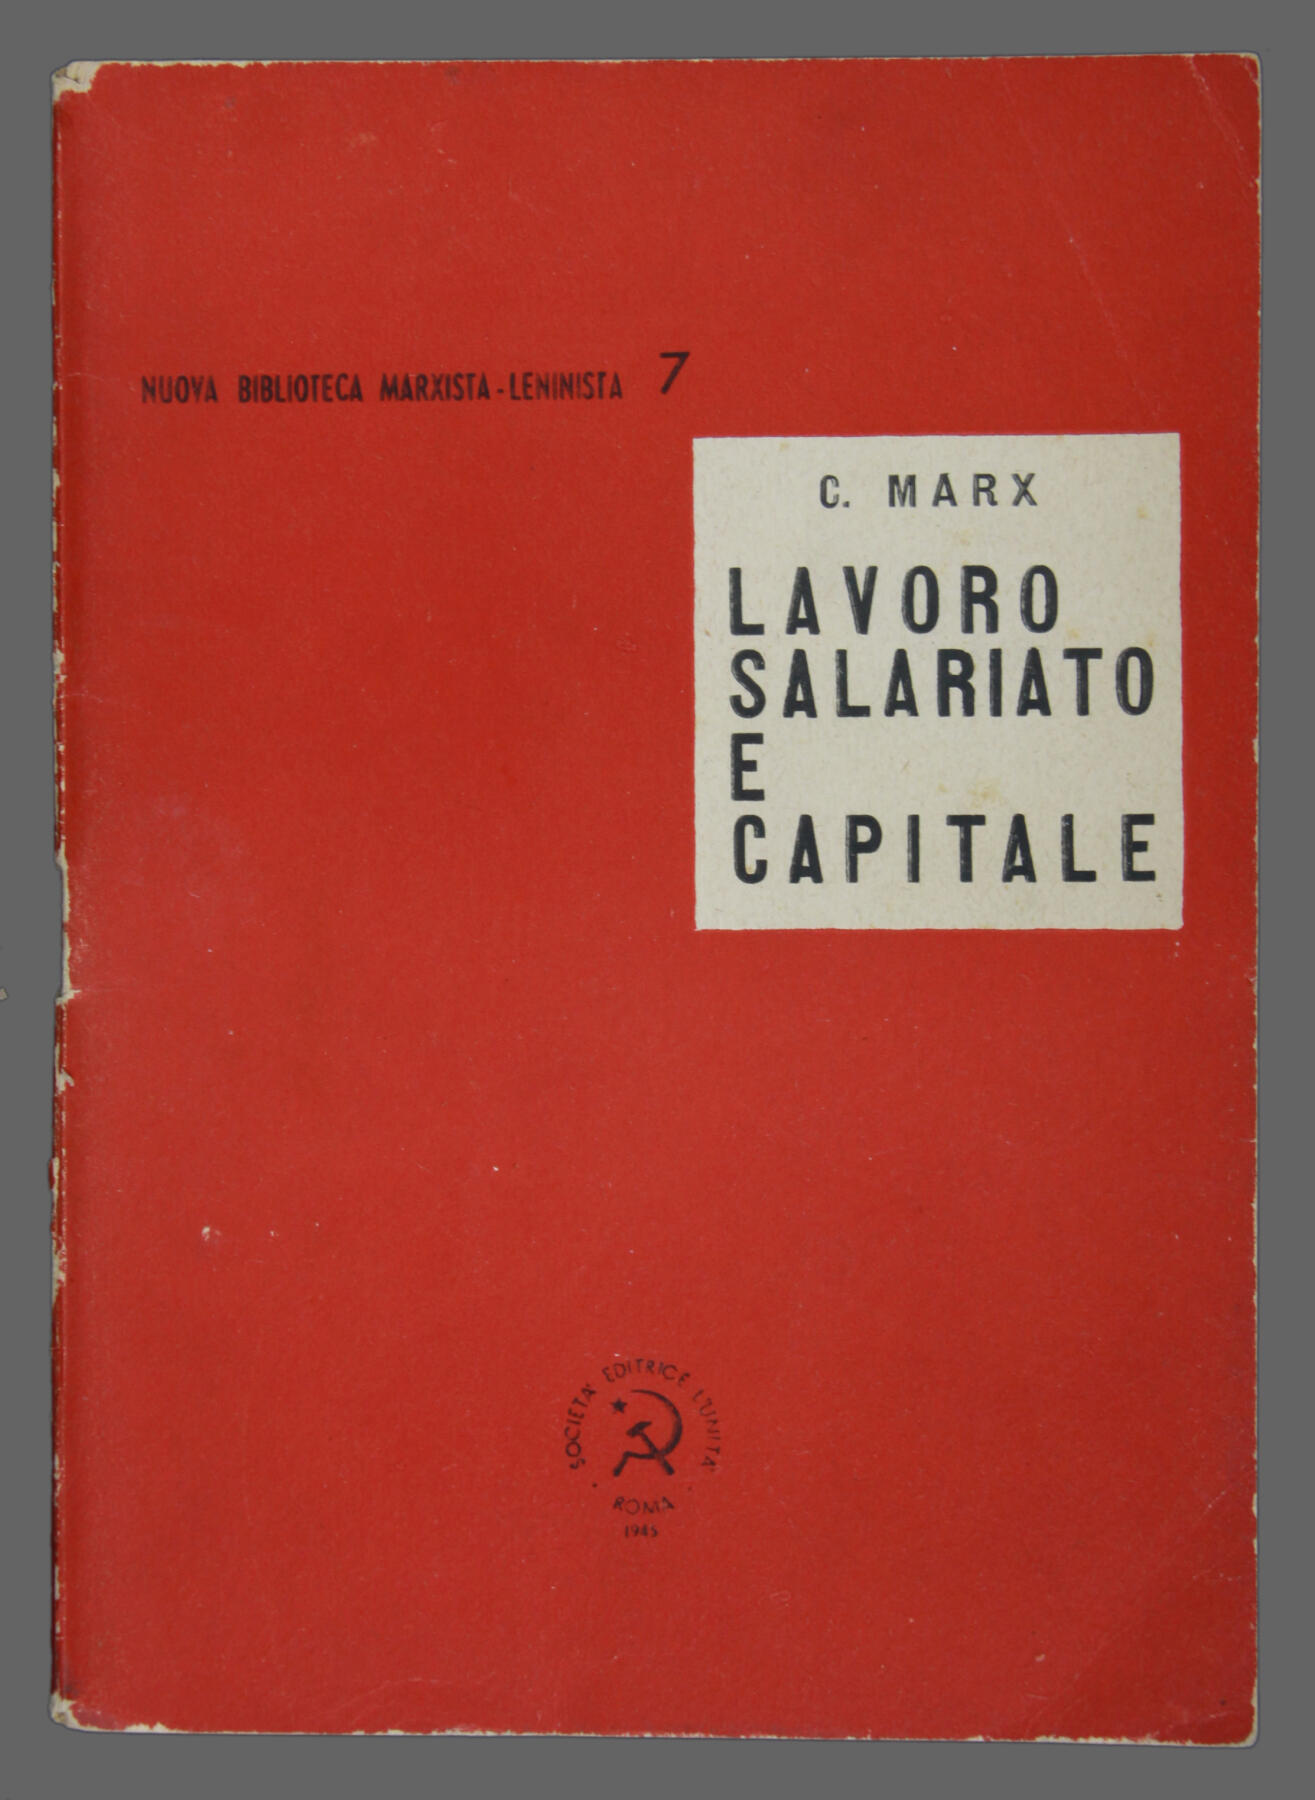 NUOVA BIBLIOTECA MARXISTA-LENINISTA 7
C. MARX
LAVORO
SALARIATO
E
CAPITALE
SOCIETA' EDITRICE L'UNITA'
ROMA
1945